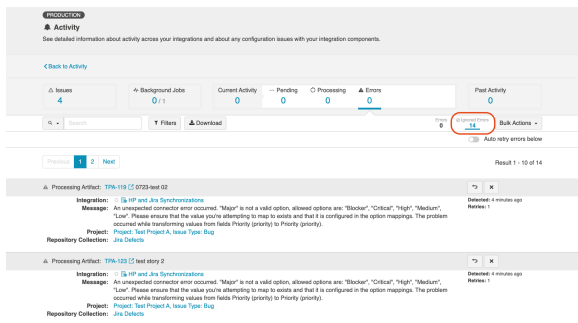 PRODUCTION
Activity
See detailed information about activity across your integrations and about any configuration issues with your integration components.
Back to Activity
Issues
4
Background Jobs
0 / 1
Current Activity
0
Pending
0
Processing
0
Errors
0
Past Activity
0
Search
Filters
Download
Errors
0
Ignored Errors
14
Bulk Actions
Auto retry errors below
Previous 1 2 Next
Result 1 - 10 of 14
Processing Artifact: TPA-119 0723-test 02
Integration: HP and Jira Synchronizations
Message: An unexpected connector error occurred. "Major" is not a valid option, allowed options are: "Blocker", "Critical", "High", "Medium",
"Low". Please ensure that the value you're attempting to map to exists and that it is configured in the option mappings. The problem
occurred while transforming values from fields Priority (priority) to Priority (priority).
Project: Project: Test Project A, Issue Type: Bug
Repository Collection: Jira Defects
Detected: 4 minutes ago
Retries: 1
Processing Artifact: TPA-123 test story 2
Integration: HP and Jira Synchronizations
Message: An unexpected connector error occurred. "Major" is not a valid option, allowed options are: "Blocker", "Critical", "High", "Medium",
"Low". Please ensure that the value you're attempting to map to exists and that it is configured in the option mappings. The problem
occurred while transforming values from fields Priority (priority) to Priority (priority).
Project: Project: Test Project A, Issue Type: Bug
Repository Collection: Jira Defects
Detected: 4 minutes ago
Retries: 1